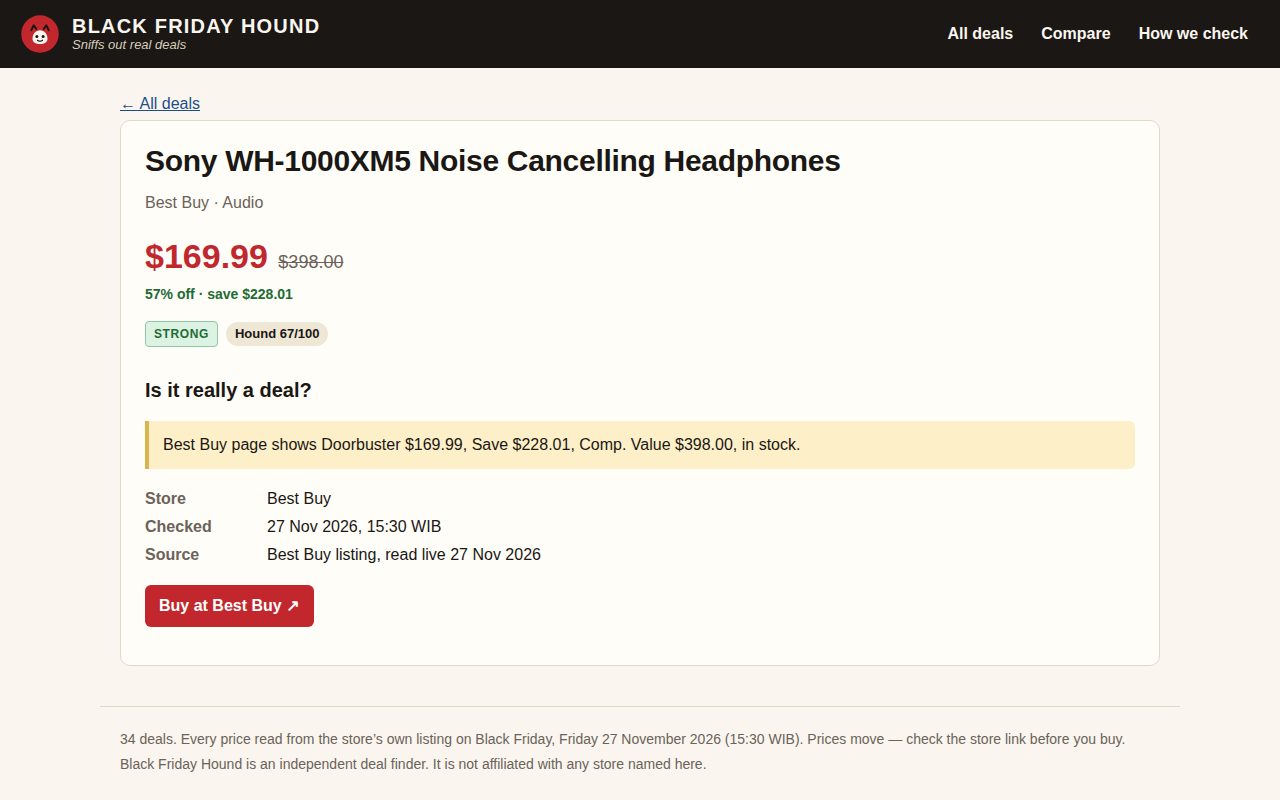 BLACK FRIDAY HOUND
Sniffs out real deals
All deals
Compare
How we check
← All deals
Sony WH-1000XM5 Noise Cancelling Headphones
Best Buy · Audio
$169.99 $398.00
57% off · save $228.01
STRONG Hound 67/100
Is it really a deal?
Best Buy page shows Doorbuster $169.99, Save $228.01, Comp. Value $398.00, in stock.
Store Best Buy
Checked 27 Nov 2026, 15:30 WIB
Source Best Buy listing, read live 27 Nov 2026
Buy at Best Buy ↗
34 deals. Every price read from the store’s own listing on Black Friday, Friday 27 November 2026 (15:30 WIB). Prices move — check the store link before you buy.
Black Friday Hound is an independent deal finder. It is not affiliated with any store named here.